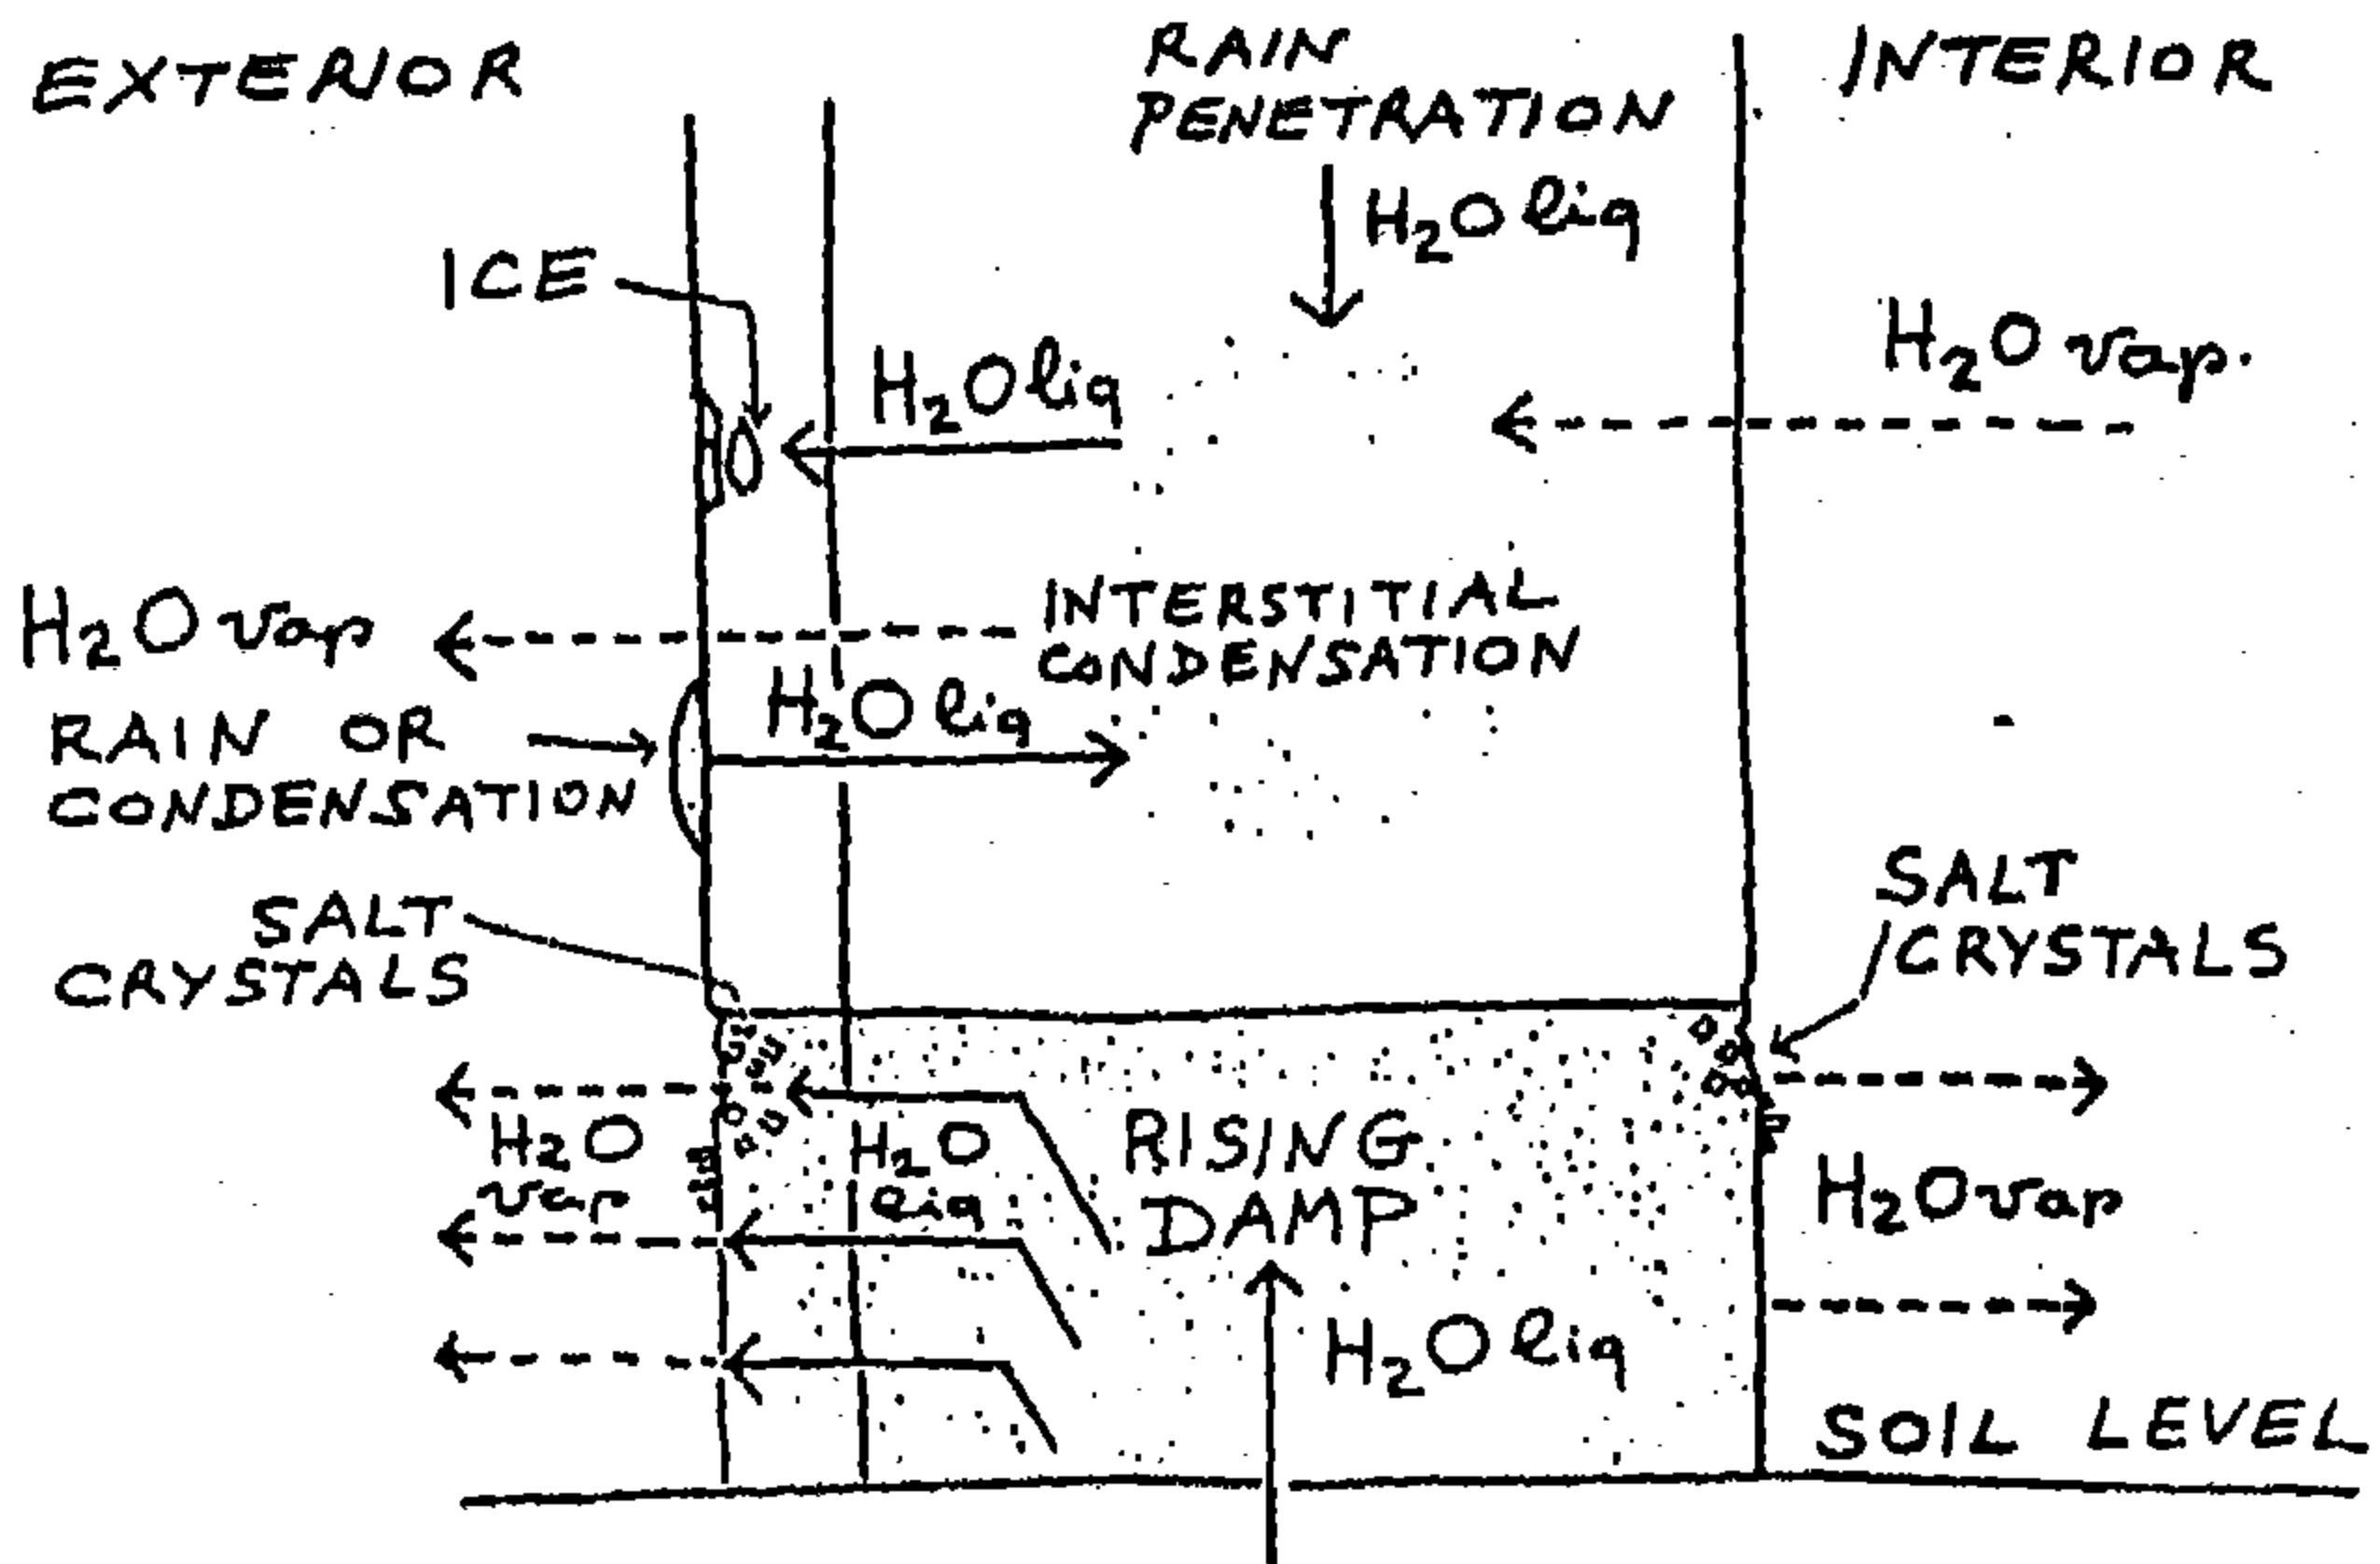 EXTERIOR
RAIN
PENETRATION
INTERIOR
H2O liq
ICE
H2O liq
H2O vap.
H2O vap
INTERSTITIAL
CONDENSATION
H2O liq
RAIN OR
CONDENSATION
SALT
CRYSTALS
SALT
CRYSTALS
H2O
vap
H2O
liq
RISING
DAMP
H2O vap
H2O liq
SOIL LEVEL